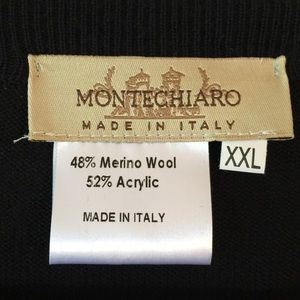 MONTECHIARO
MADE IN ITALY
XXL
48% Merino Wool
52% Acrylic
MADE IN ITALY